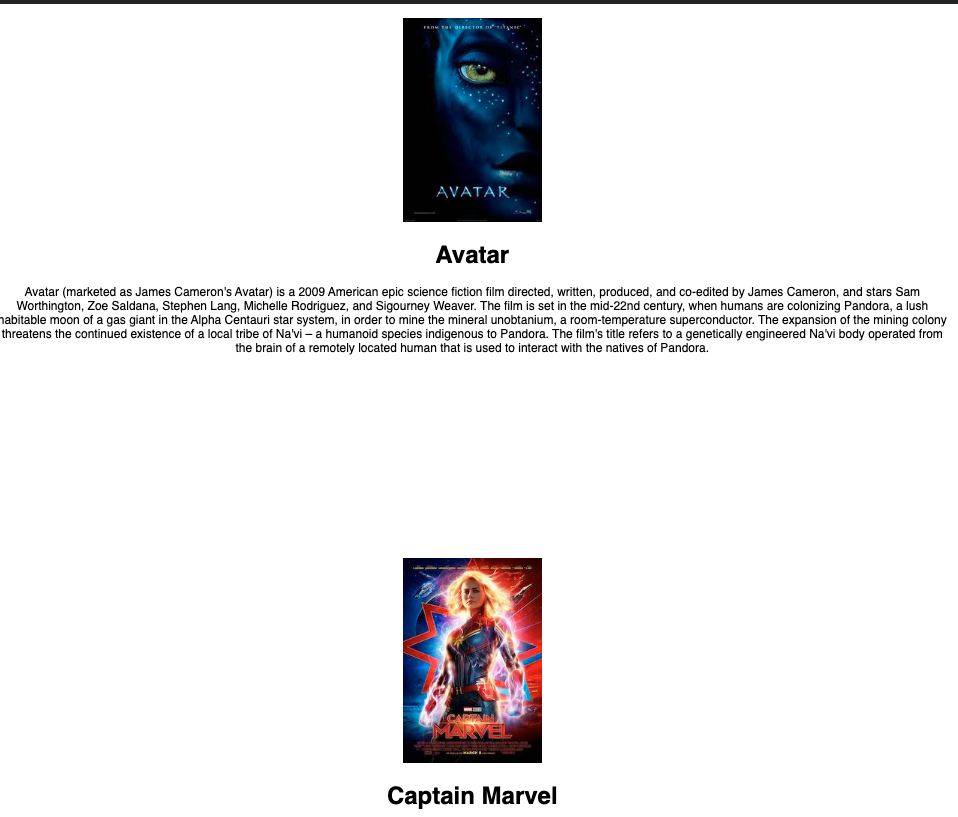 FROM THE DIRECTOR OF "TITANIC"
AVATAR
Avatar
Avatar (marketed as James Cameron's Avatar) is a 2009 American epic science fiction film directed, written, produced, and co-edited by James Cameron, and stars Sam
Worthington, Zoe Saldana, Stephen Lang, Michelle Rodriguez, and Sigourney Weaver. The film is set in the mid-22nd century, when humans are colonizing Pandora, a lush
habitable moon of a gas giant in the Alpha Centauri star system, in order to mine the mineral unobtanium, a room-temperature superconductor. The expansion of the mining colony
threatens the continued existence of a local tribe of Na'vi – a humanoid species indigenous to Pandora. The film's title refers to a genetically engineered Na'vi body operated from
the brain of a remotely located human that is used to interact with the natives of Pandora.
CAPTAIN
MARVEL
MARCH 8
Captain Marvel